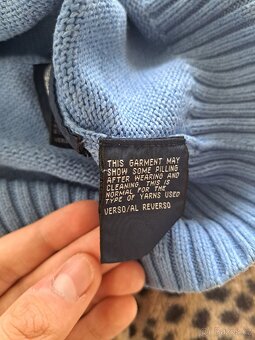 THIS GARMENT MAY
SHOW SOME PILLING
AFTER WEARING AND
CLEANING. THIS IS
NORMAL FOR THE
TYPE OF YARNS USED
VERSO/AL REVERSO